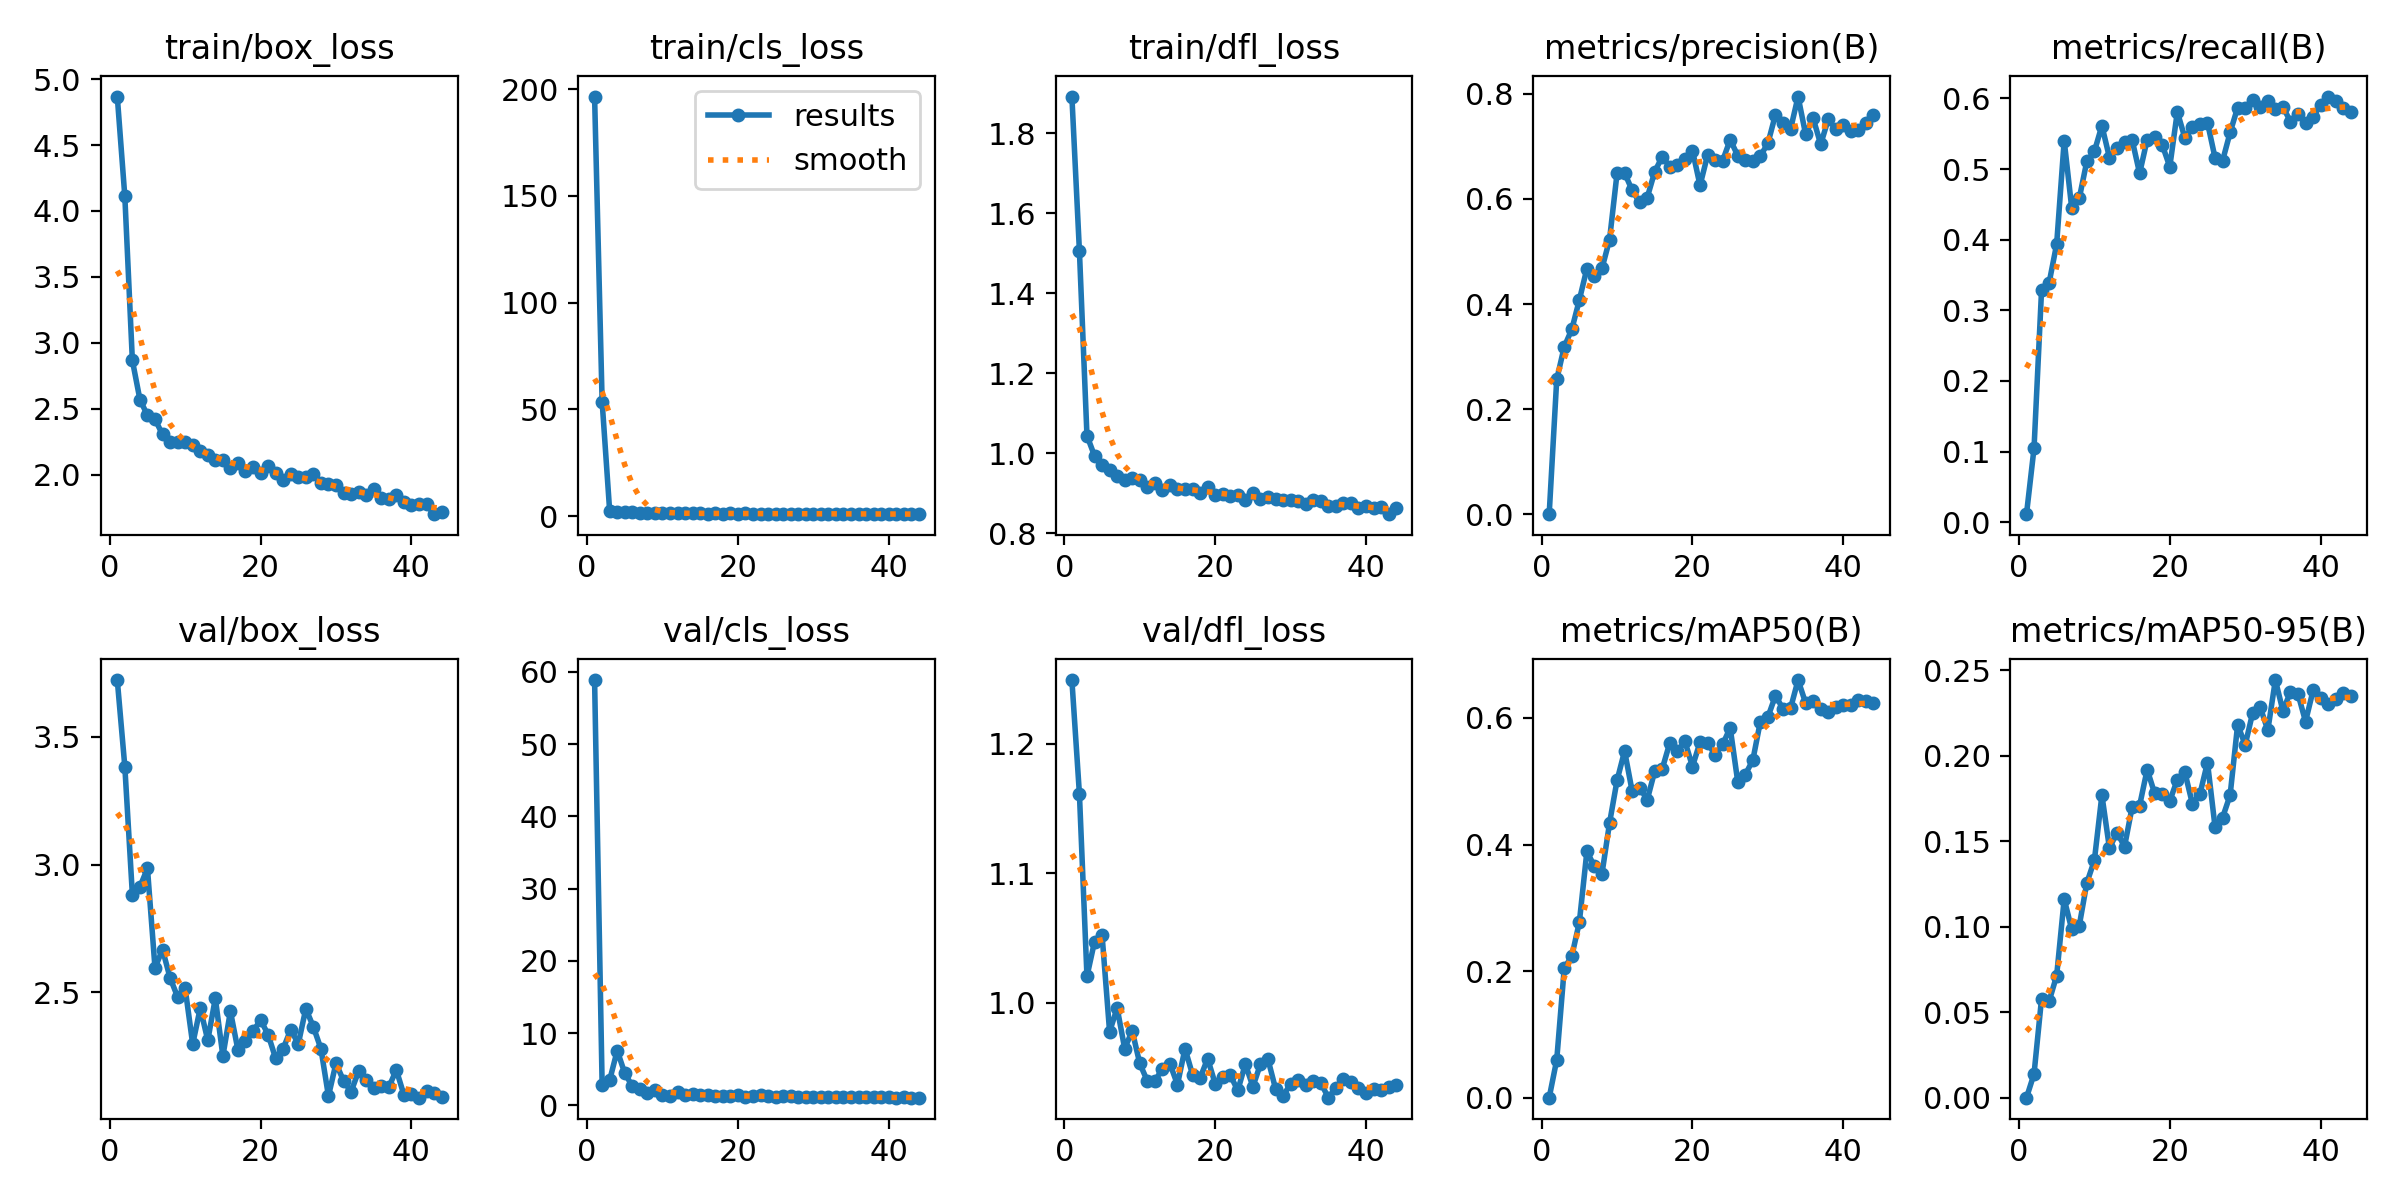 train/box_loss
5.0
4.5
4.0
3.5
3.0
2.5
2.0
0 20 40
train/cls_loss
results
smooth
200
150
100
50
0
0 20 40
train/dfl_loss
1.8
1.6
1.4
1.2
1.0
0.8
0 20 40
metrics/precision(B)
0.8
0.6
0.4
0.2
0.0
0 20 40
metrics/recall(B)
0.6
0.5
0.4
0.3
0.2
0.1
0.0
0 20 40
val/box_loss
3.5
3.0
2.5
0 20 40
val/cls_loss
60
50
40
30
20
10
0
0 20 40
val/dfl_loss
1.2
1.1
1.0
0 20 40
metrics/mAP50(B)
0.6
0.4
0.2
0.0
0 20 40
metrics/mAP50-95(B)
0.25
0.20
0.15
0.10
0.05
0.00
0 20 40